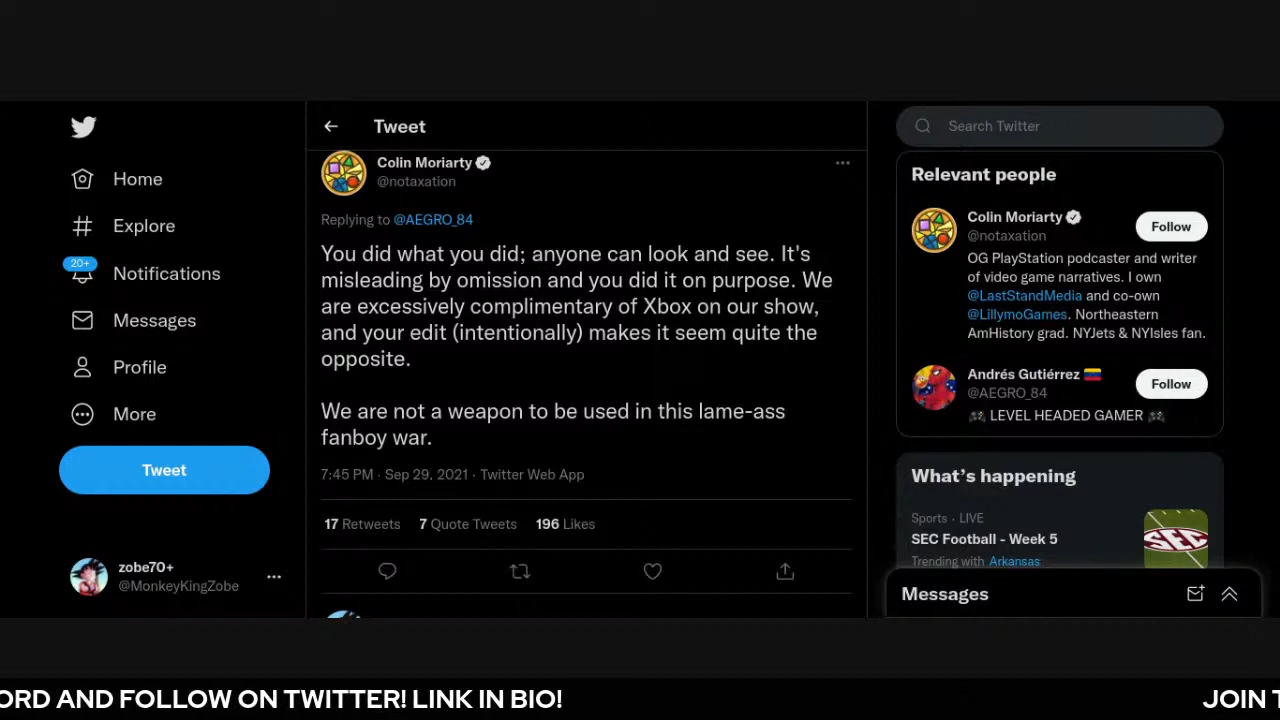 Home
Explore
20+
Notifications
Messages
Profile
More
Tweet
zobe70+
@MonkeyKingZobe
Tweet
Colin Moriarty
@notaxation
Replying to @AEGRO_84
You did what you did; anyone can look and see. It's
misleading by omission and you did it on purpose. We
are excessively complimentary of Xbox on our show,
and your edit (intentionally) makes it seem quite the
opposite.
We are not a weapon to be used in this lame-ass
fanboy war.
7:45 PM · Sep 29, 2021 · Twitter Web App
17 Retweets 7 Quote Tweets 196 Likes
Search Twitter
Relevant people
Colin Moriarty
@notaxation
Follow
OG PlayStation podcaster and writer
of video game narratives. I own
@LastStandMedia and co-own
@LillymoGames. Northeastern
AmHistory grad. NYJets & NYIsles fan.
Andrés Gutiérrez
@AEGRO_84
Follow
🎮 LEVEL HEADED GAMER 🎮
What's happening
Sports · LIVE
SEC Football - Week 5
Trending with Arkansas
SEC
Messages
ORD AND FOLLOW ON TWITTER! LINK IN BIO! JOIN T